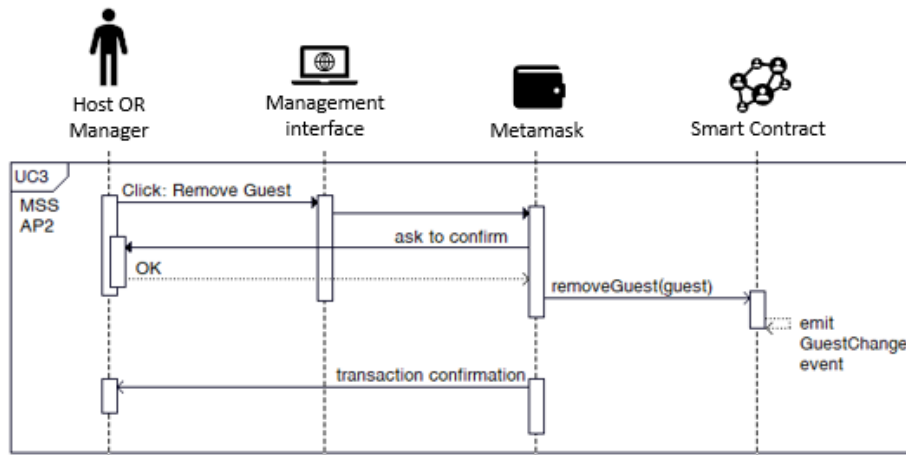 Host OR
Manager
Management
interface
Metamask
Smart Contract
UC3
MSS
AP2
Click: Remove Guest
ask to confirm
OK
removeGuest(guest)
emit
GuestChange
event
transaction confirmation